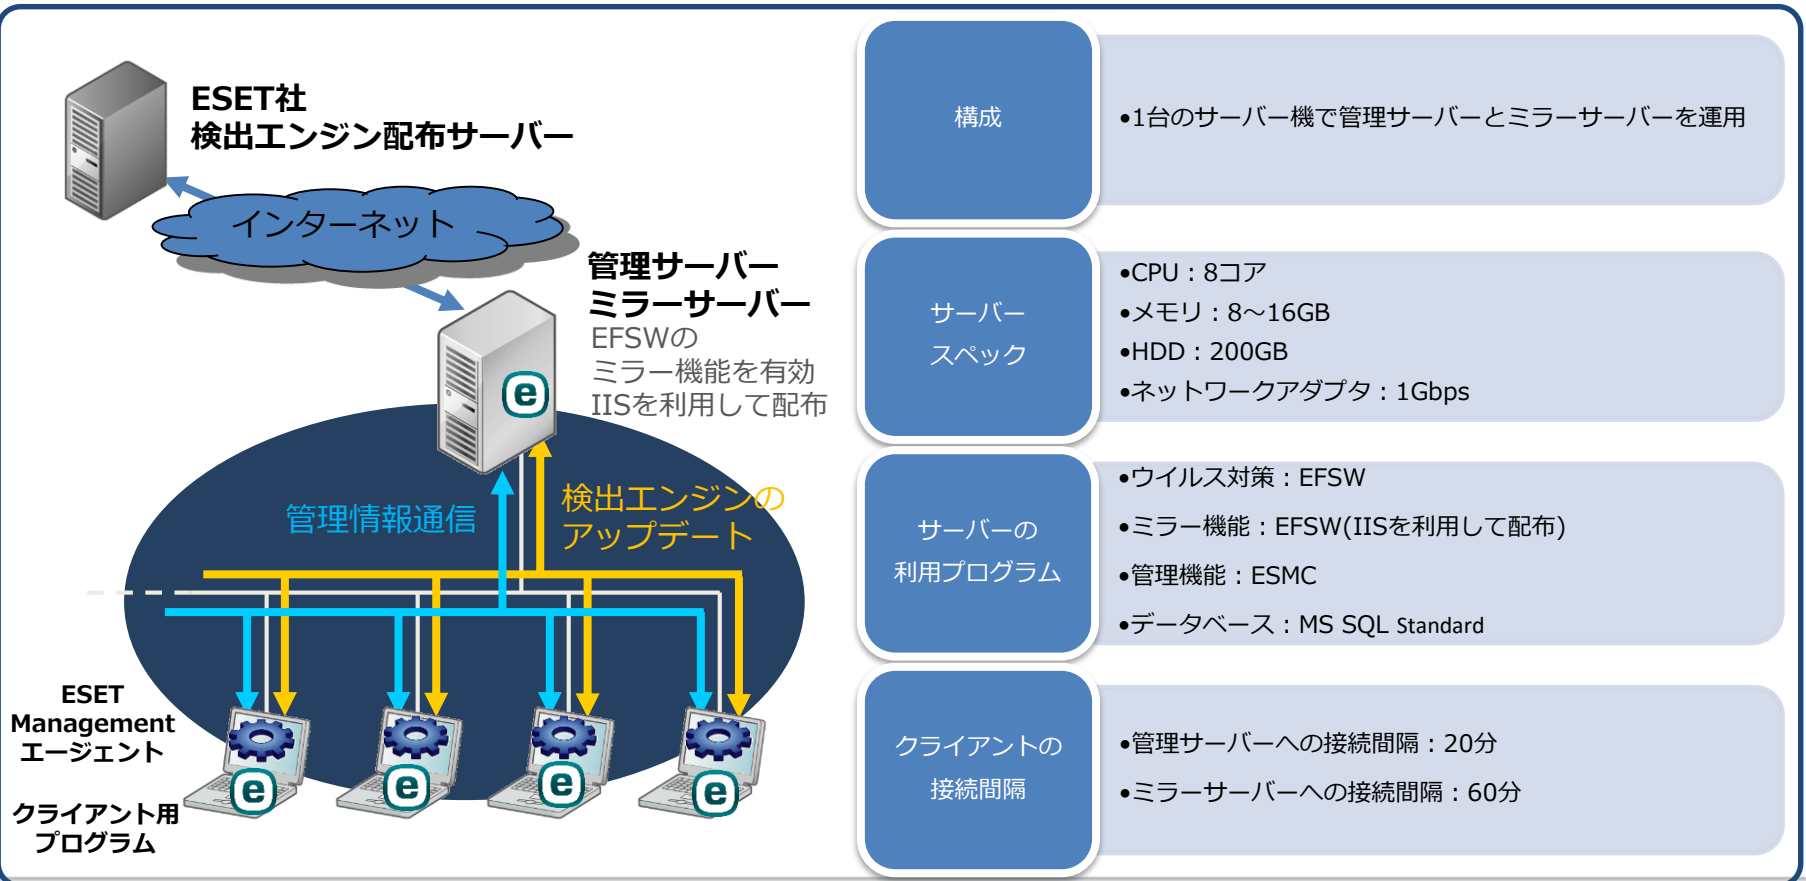 ESET社
検出エンジン配布サーバー
インターネット
管理サーバー
ミラーサーバー
EFSWの
ミラー機能を有効
IISを利用して配布
e
管理情報通信
検出エンジンの
アップデート
ESET
Management
エージェント
クライアント用
プログラム
e
e
e
e
構成
•1台のサーバー機で管理サーバーとミラーサーバーを運用
サーバー
スペック
•CPU：8コア
•メモリ：8～16GB
•HDD：200GB
•ネットワークアダプタ：1Gbps
サーバーの
利用プログラム
•ウイルス対策：EFSW
•ミラー機能：EFSW(IISを利用して配布)
•管理機能：ESMC
•データベース：MS SQL Standard
クライアントの
接続間隔
•管理サーバーへの接続間隔：20分
•ミラーサーバーへの接続間隔：60分